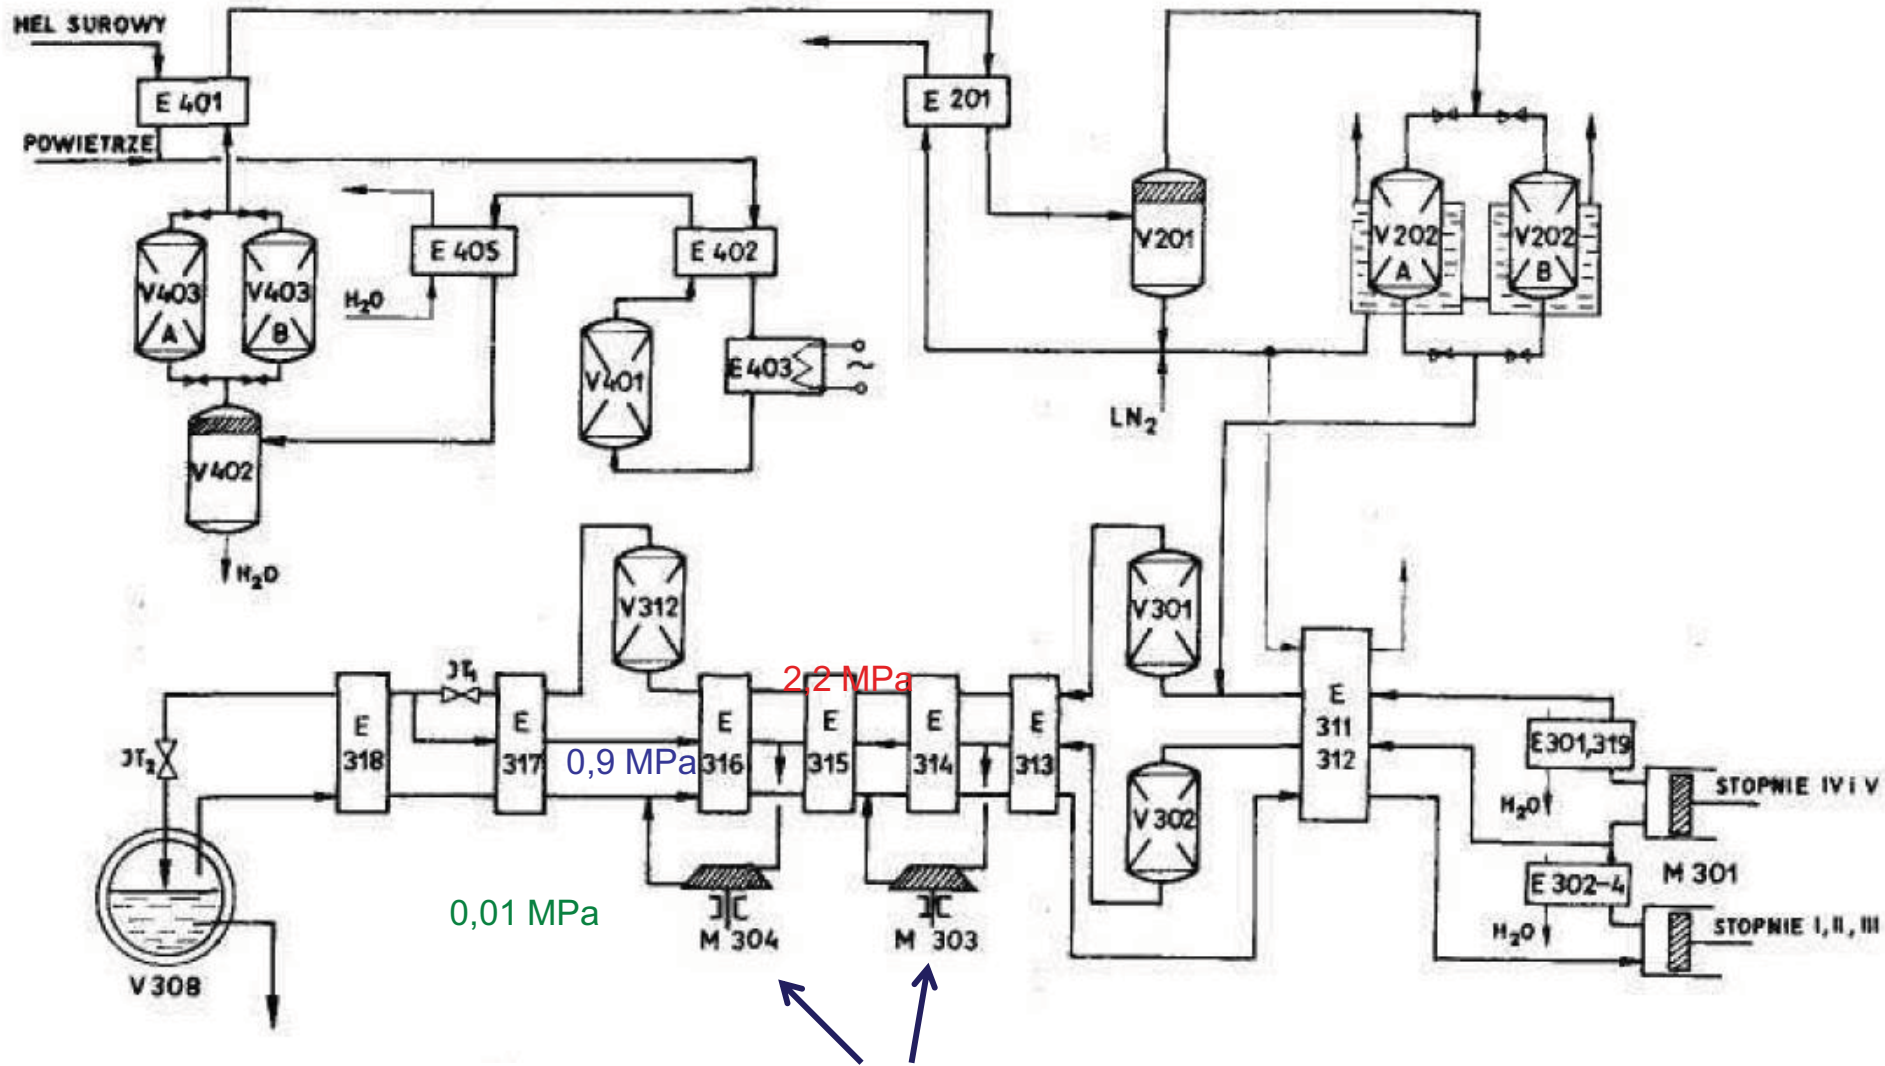 HEL SUROWY
E 401
E 201
POWIETRZE
V403
A
V403
B
E 405
E 402
H₂O
V401
E403
~
V402
H₂O
V201
V202
A
V202
B
LN₂
V312
V301
JT₁
2,2 MPa
E
318
E
317
0,9 MPa
E
316
E
315
E
314
E
313
E
311
312
E301,319
STOPNIE IV i V
H₂O
JT₂
V302
M 301
E 302-4
0,01 MPa
M 304
M 303
H₂O
STOPNIE I, II, III
V308